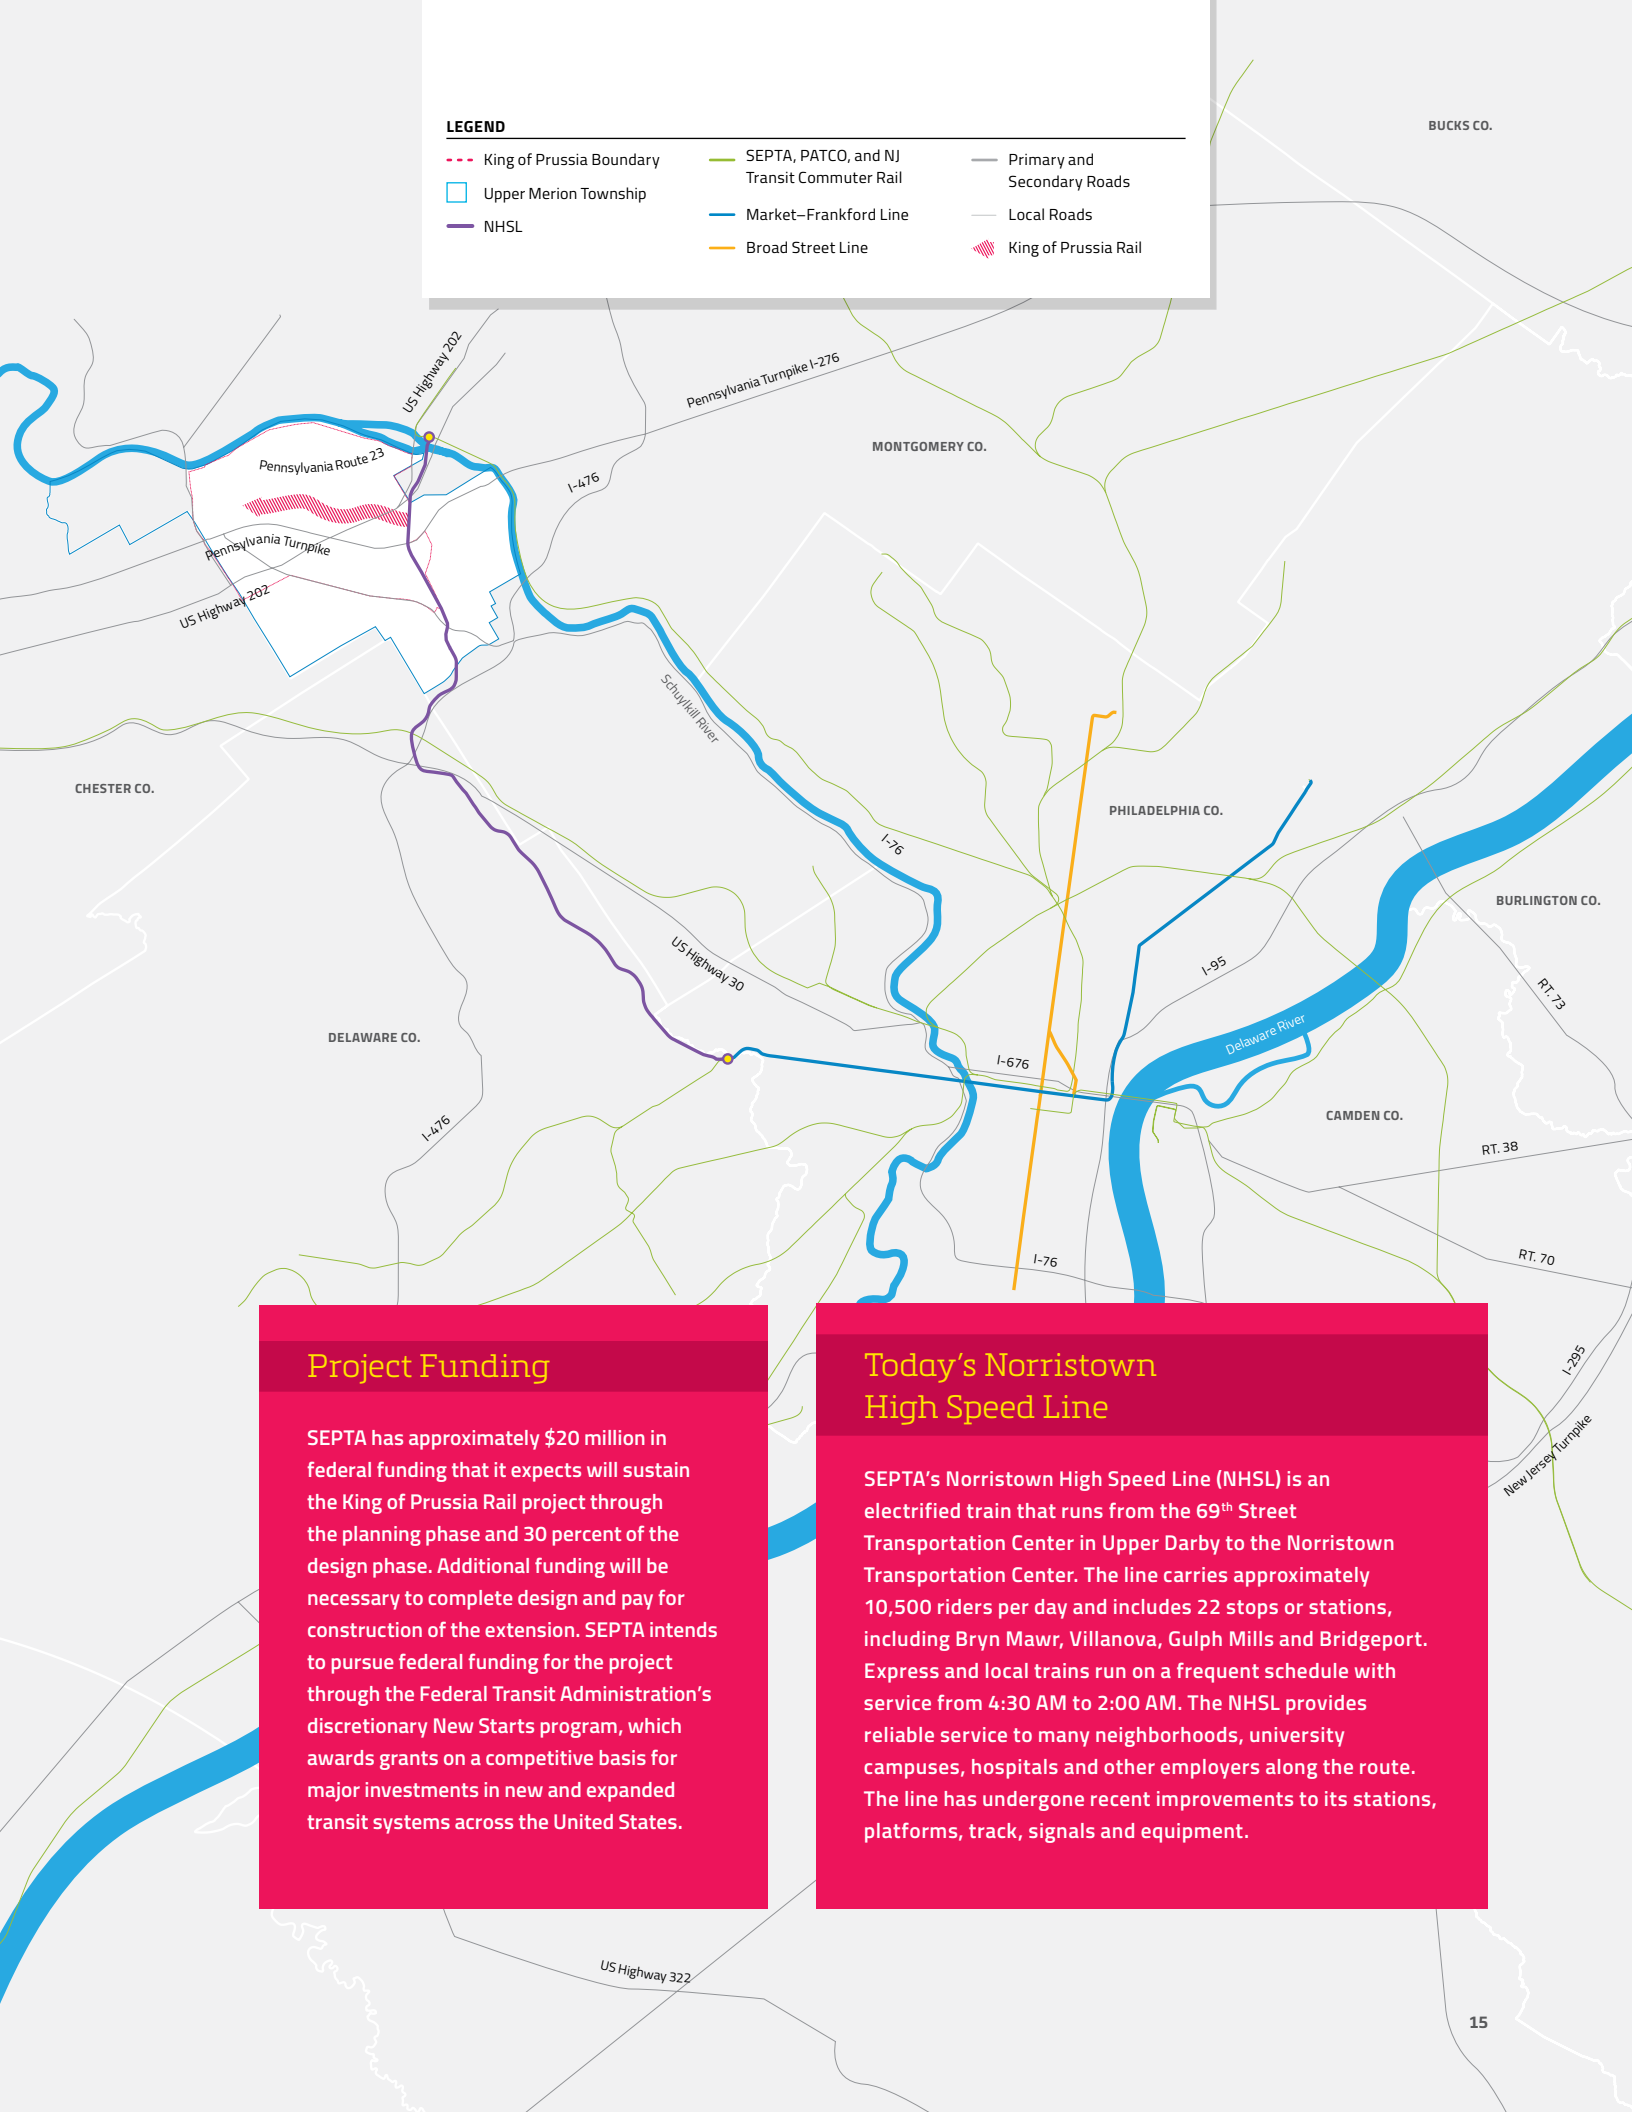 LEGEND
King of Prussia Boundary
Upper Merion Township
NHSL
SEPTA, PATCO, and NJ
Transit Commuter Rail
Market–Frankford Line
Broad Street Line
Primary and
Secondary Roads
Local Roads
King of Prussia Rail
BUCKS CO.
US Highway 202
Pennsylvania Turnpike I-276
MONTGOMERY CO.
Pennsylvania Route 23
I-476
Pennsylvania Turnpike
US Highway 202
Schuylkill River
CHESTER CO.
PHILADELPHIA CO.
I-76
BURLINGTON CO.
US Highway 30
I-95
RT. 73
DELAWARE CO.
Delaware River
I-676
I-476
CAMDEN CO.
RT. 38
I-76
RT. 70
I-295
New Jersey Turnpike
Project Funding
SEPTA has approximately $20 million in
federal funding that it expects will sustain
the King of Prussia Rail project through
the planning phase and 30 percent of the
design phase. Additional funding will be
necessary to complete design and pay for
construction of the extension. SEPTA intends
to pursue federal funding for the project
through the Federal Transit Administration’s
discretionary New Starts program, which
awards grants on a competitive basis for
major investments in new and expanded
transit systems across the United States.
Today’s Norristown
High Speed Line
SEPTA’s Norristown High Speed Line (NHSL) is an
electrified train that runs from the 69th Street
Transportation Center in Upper Darby to the Norristown
Transportation Center. The line carries approximately
10,500 riders per day and includes 22 stops or stations,
including Bryn Mawr, Villanova, Gulph Mills and Bridgeport.
Express and local trains run on a frequent schedule with
service from 4:30 AM to 2:00 AM. The NHSL provides
reliable service to many neighborhoods, university
campuses, hospitals and other employers along the route.
The line has undergone recent improvements to its stations,
platforms, track, signals and equipment.
US Highway 322
15